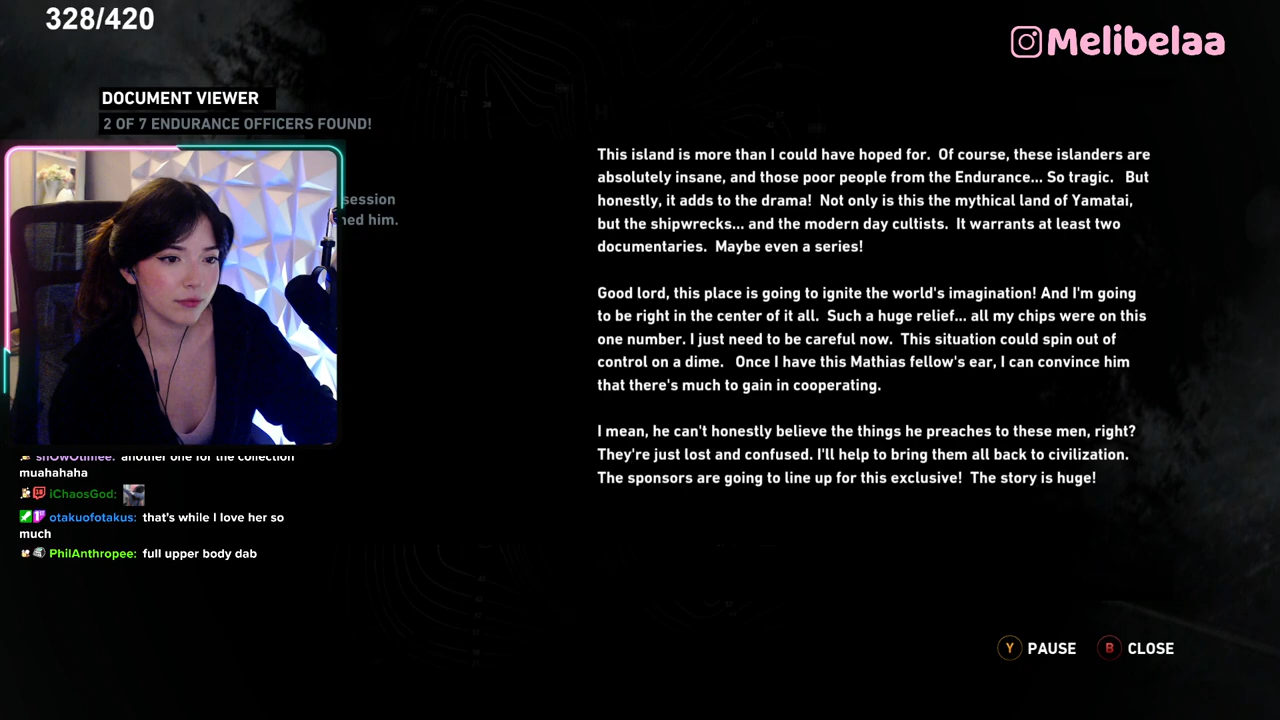 328/420
Melibelaa
DOCUMENT VIEWER
2 OF 7 ENDURANCE OFFICERS FOUND!
session
him.
This island is more than I could have hoped for. Of course, these islanders are
absolutely insane, and those poor people from the Endurance... So tragic. But
honestly, it adds to the drama! Not only is this the mythical land of Yamatai,
but the shipwrecks... and the modern day cultists. It warrants at least two
documentaries. Maybe even a series!
Good lord, this place is going to ignite the world's imagination! And I'm going
to be right in the center of it all. Such a huge relief... all my chips were on this
one number. I just need to be careful now. This situation could spin out of
control on a dime. Once I have this Mathias fellow's ear, I can convince him
that there's much to gain in cooperating.
I mean, he can't honestly believe the things he preaches to these men, right?
They're just lost and confused. I'll help to bring them all back to civilization.
The sponsors are going to line up for this exclusive! The story is huge!
another one for the collection
muahahaha
iChaosGod:
otakuofotakus: that's while I love her so
much
PhilAnthropee: full upper body dab
Y PAUSE B CLOSE